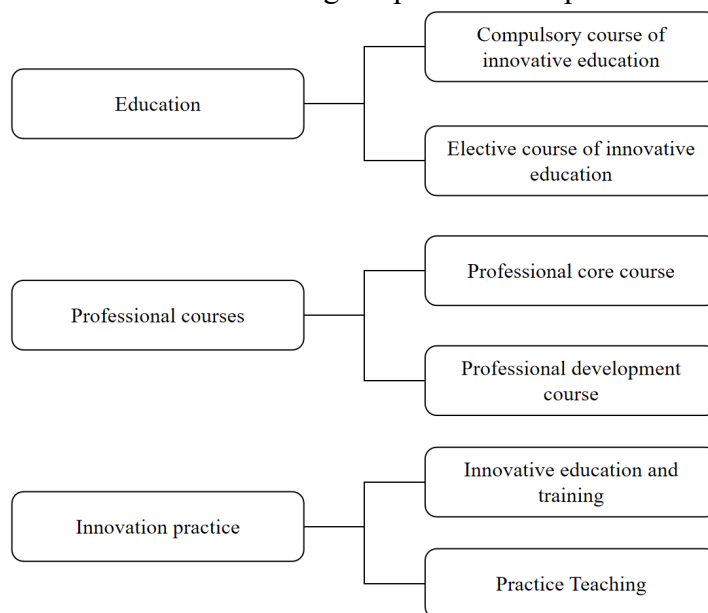 Education
Compulsory course of
innovative education
Elective course of innovative
education
Professional courses
Professional core course
Professional development
course
Innovation practice
Innovative education and
training
Practice Teaching